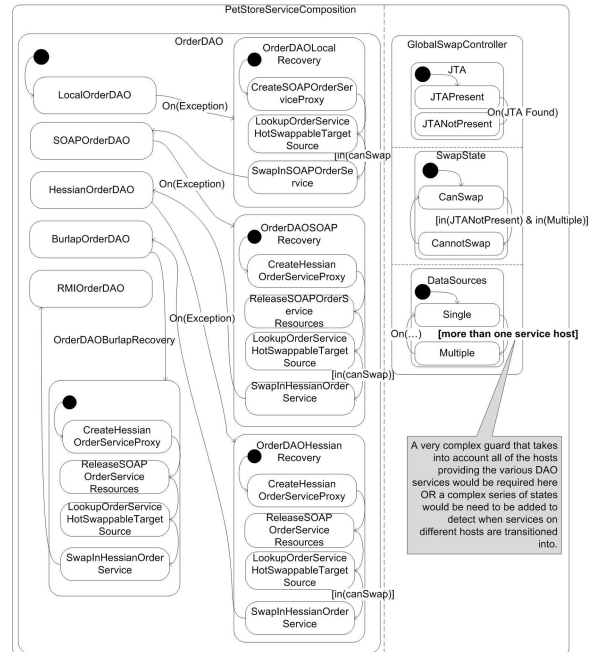 PetStoreServiceComposition
OrderDAO
LocalOrderDAO
On(Exception)
SOAPOrderDAO
HessianOrderDAO
On(Exception)
BurlapOrderDAO
RMIOrderDAO
On(Exception)
OrderDAOBurlapRecovery
CreateHessian
OrderServiceProxy
ReleaseSOAP
OrderService
Resources
LookupOrderService
HotSwappableTarget
Source
SwapInHessianOrder
Service
OrderDAOLocal
Recovery
CreateSOAPOrderSer
viceProxy
LookupOrderService
HotSwappableTarget
Source
[in(canSwap
SwapInSOAPOrderSe
rvice
OrderDAOSOAP
Recovery
CreateHessian
OrderServiceProxy
ReleaseSOAPOrderS
ervice
Resources
LookupOrderService
HotSwappableTarget
Source
[in(canSwap)]
SwapInHessianOrder
Service
OrderDAOHessian
Recovery
CreateHessian
OrderServiceProxy
ReleaseSOAP
OrderService
Resources
LookupOrderService
HotSwappableTarget
Source
[in(canSwap)]
SwapInHessianOrder
Service
GlobalSwapController
JTA
JTAPresent
On(JTA Found)
JTANotPresent
SwapState
CanSwap
[in(JTANotPresent) & in(Multiple)]
CannotSwap
DataSources
Single
On(...)
[more than one service host]
Multiple
A very complex guard that takes
into account all of the hosts
providing the various DAO
services would be required here
OR a complex series of states
would be need to be added to
detect when services on
different hosts are transitioned
into.